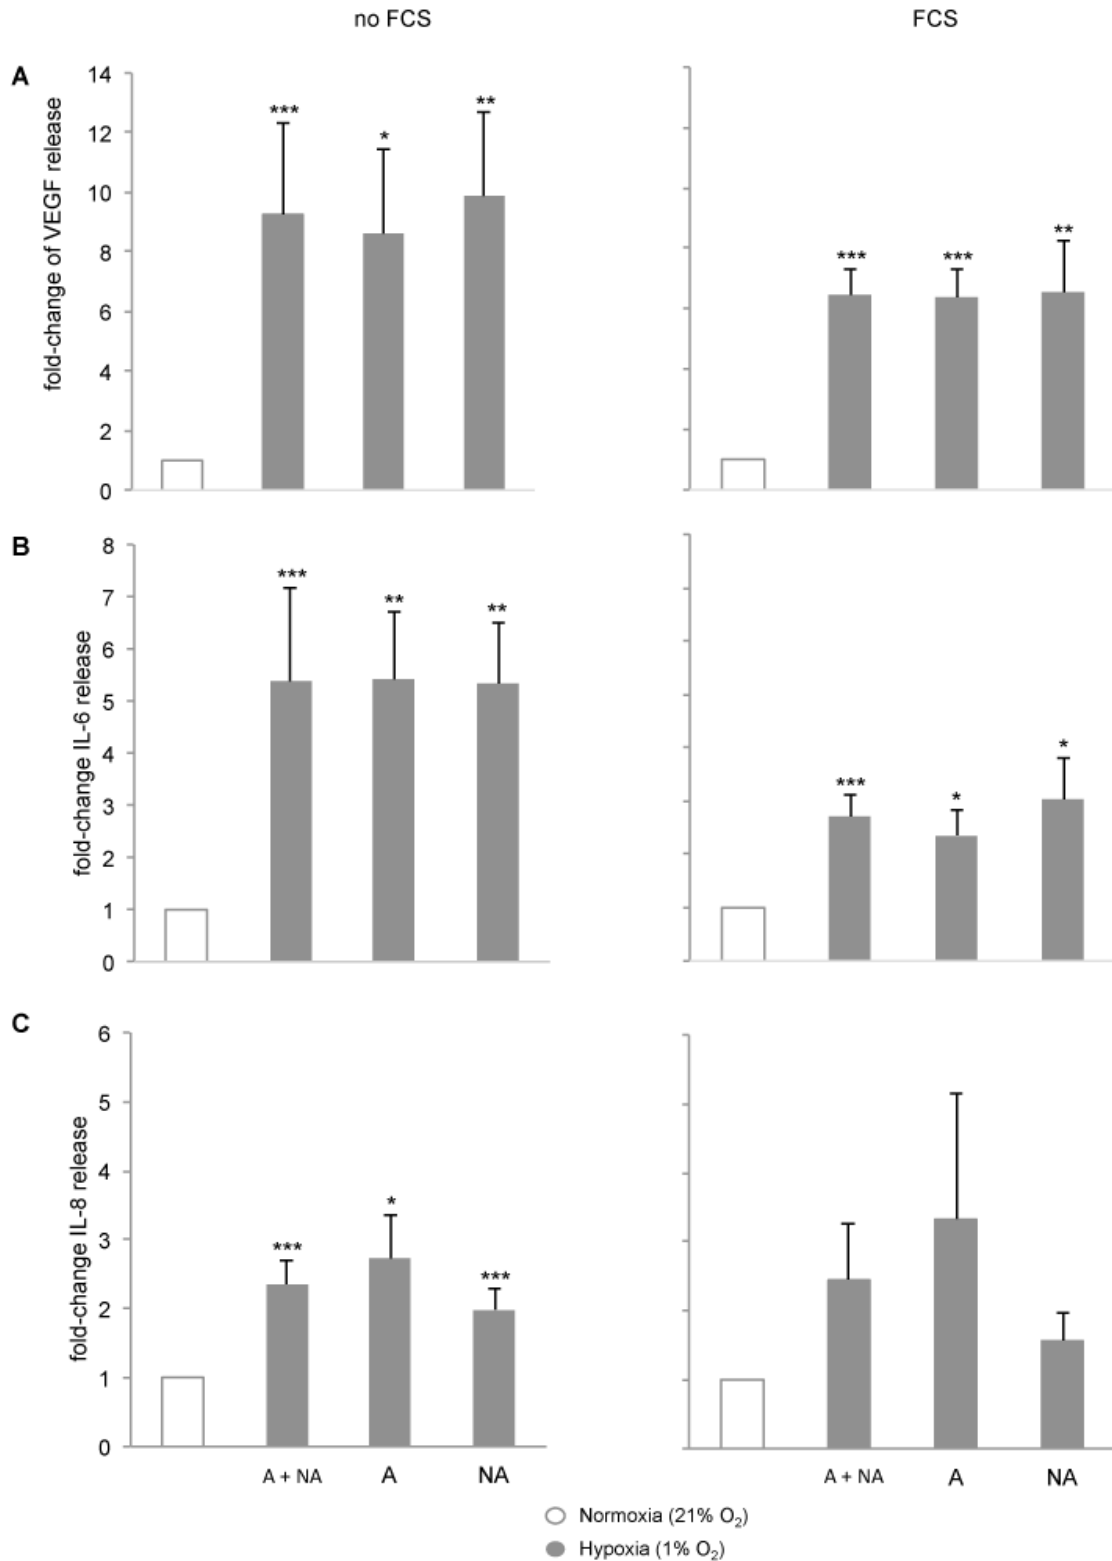 no FCS
FCS
A
fold-change of VEGF release
14
12
10
8
6
4
2
0
***
*
**
***
***
**
B
fold-change IL-6 release
8
7
6
5
4
3
2
1
0
***
**
**
***
*
*
C
fold-change IL-8 release
6
5
4
3
2
1
0
***
*
***
A + NA
A
NA
A + NA
A
NA
Normoxia (21% O₂)
Hypoxia (1% O₂)